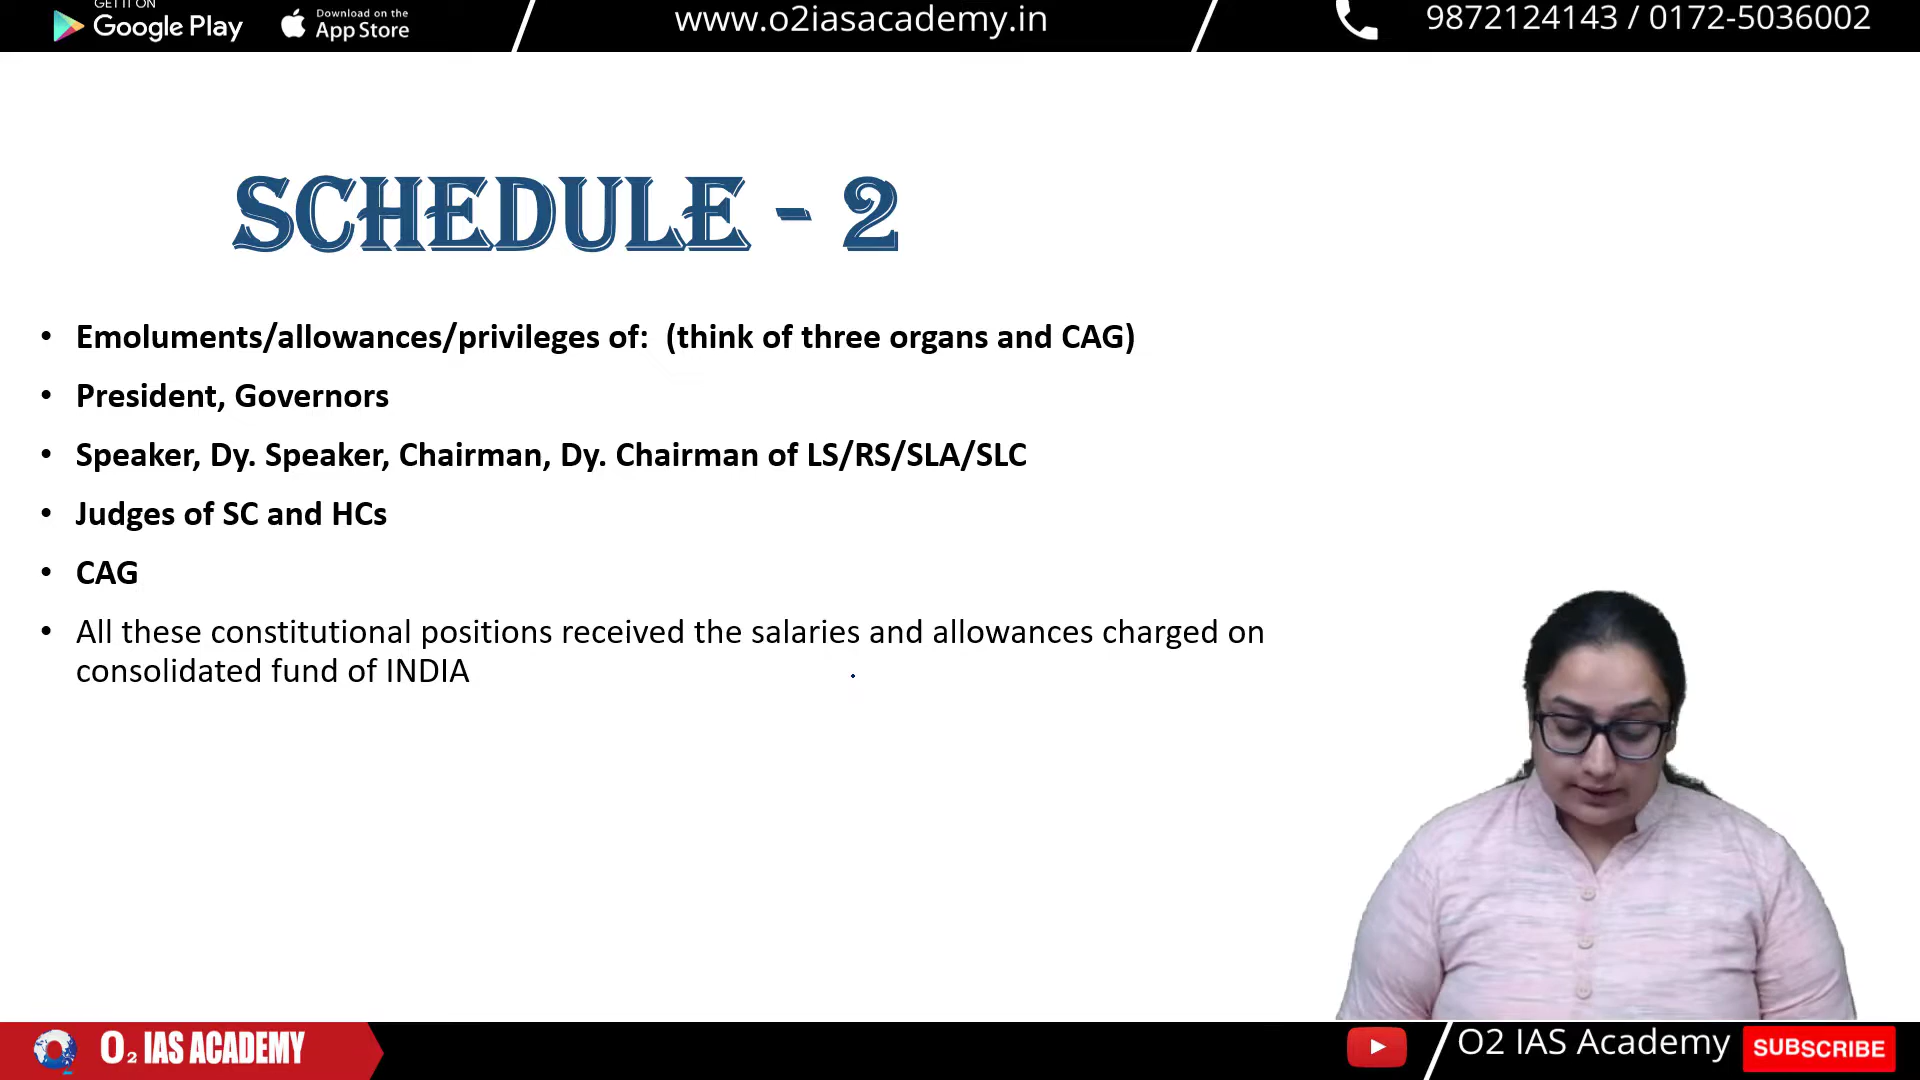 GET IT ON
Google Play
Download on the
App Store
www.o2iasacademy.in
9872124143 / 0172-5036002
SCHEDULE - 2
• Emoluments/allowances/privileges of: (think of three organs and CAG)
• President, Governors
• Speaker, Dy. Speaker, Chairman, Dy. Chairman of LS/RS/SLA/SLC
• Judges of SC and HCs
• CAG
• All these constitutional positions received the salaries and allowances charged on
consolidated fund of INDIA
O2 IAS ACADEMY
O2 IAS Academy
SUBSCRIBE